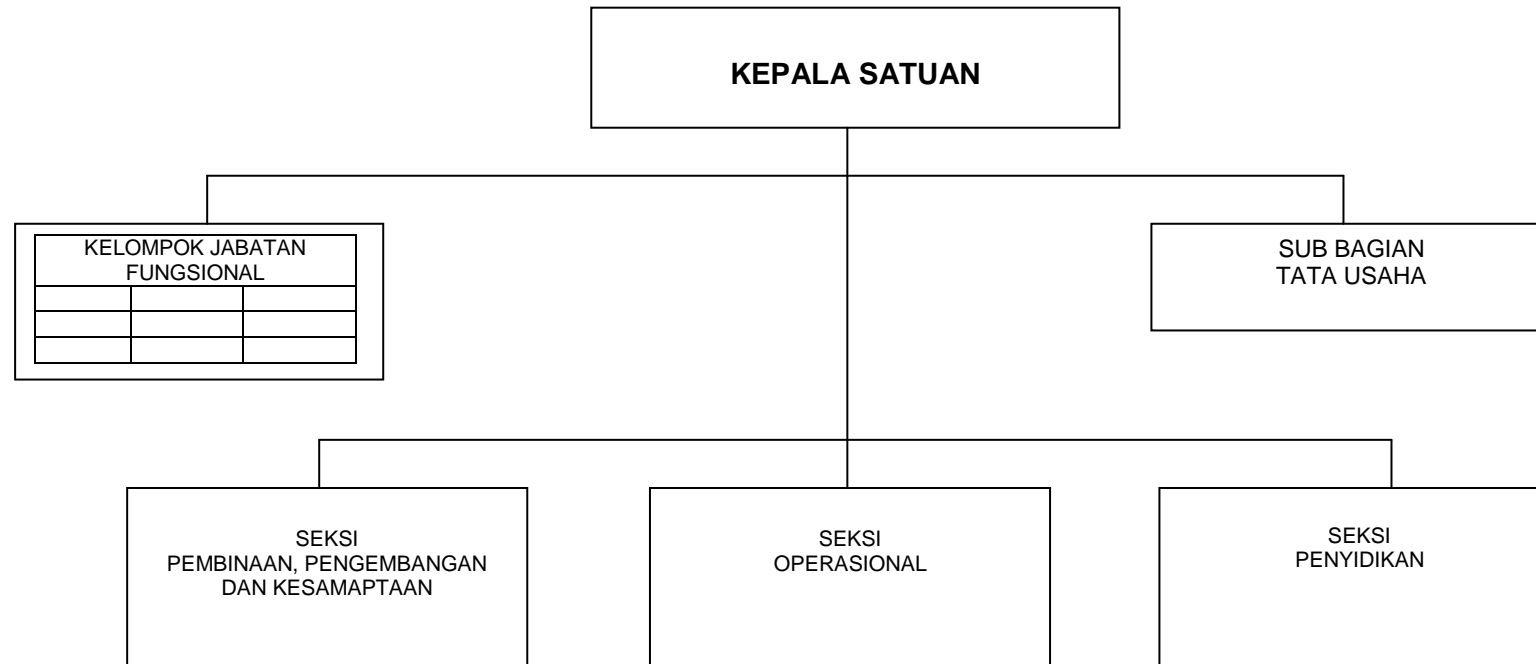 KEPALA SATUAN
KELOMPOK JABATAN
FUNGSIONAL
SUB BAGIAN
TATA USAHA
SEKSI
PEMBINAAN, PENGEMBANGAN
DAN KESAMAPTAAN
SEKSI
OPERASIONAL
SEKSI
PENYIDIKAN